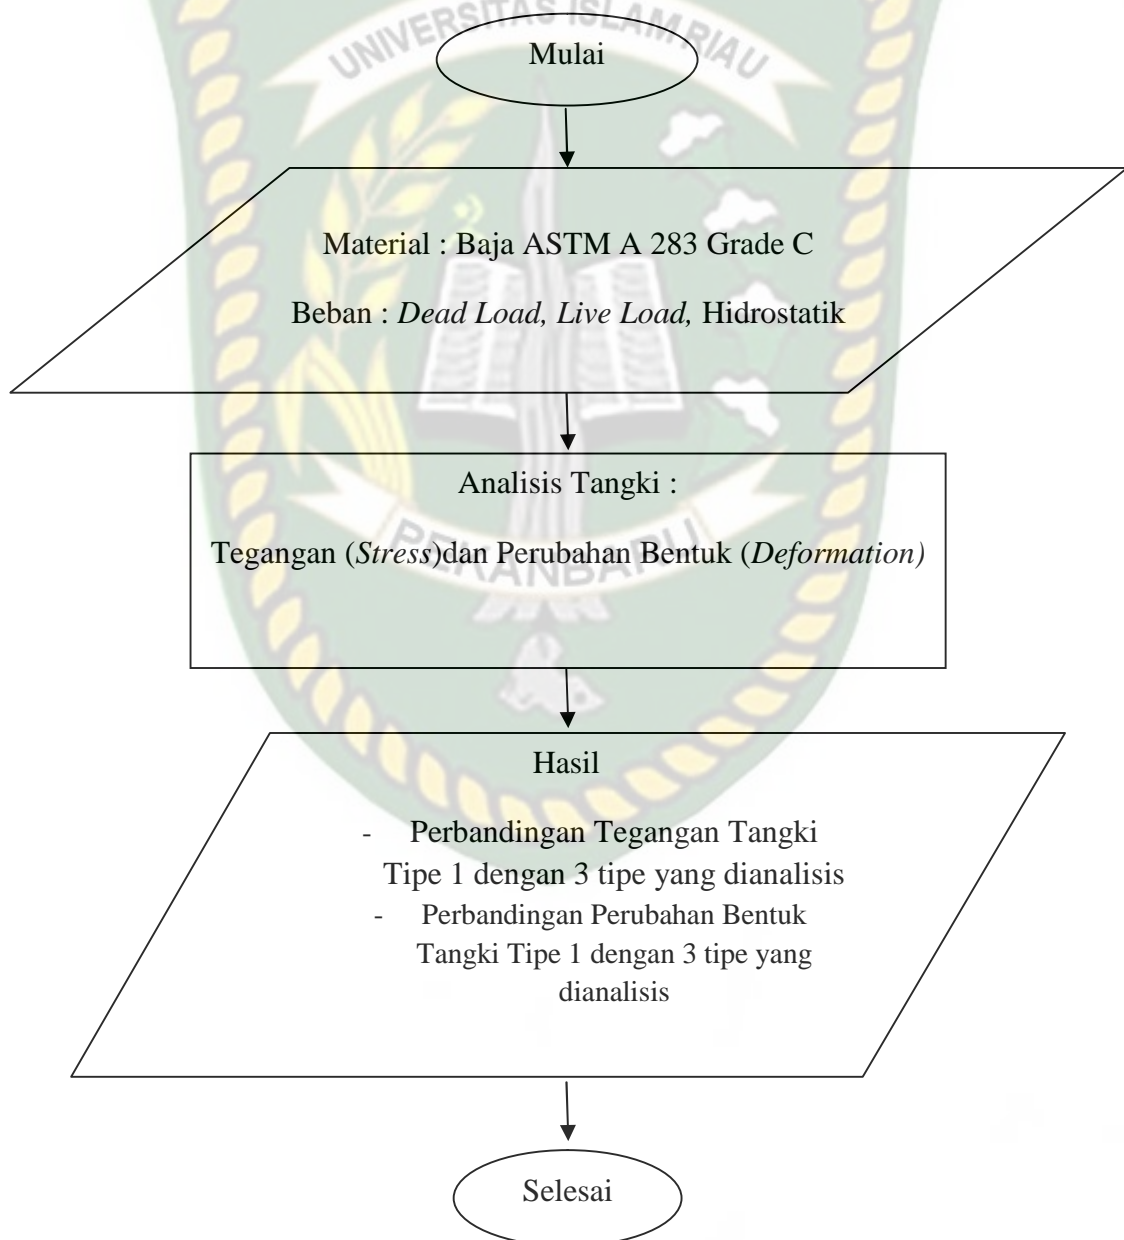 UNIVERSITAS ISLAM RIAU
Mulai
Material : Baja ASTM A 283 Grade C
Beban : Dead Load, Live Load, Hidrostatik
Analisis Tangki :
Tegangan (Stress)dan Perubahan Bentuk (Deformation)
PEKANBARU
Hasil
- Perbandingan Tegangan Tangki
Tipe 1 dengan 3 tipe yang dianalisis
- Perbandingan Perubahan Bentuk
Tangki Tipe 1 dengan 3 tipe yang
dianalisis
Selesai